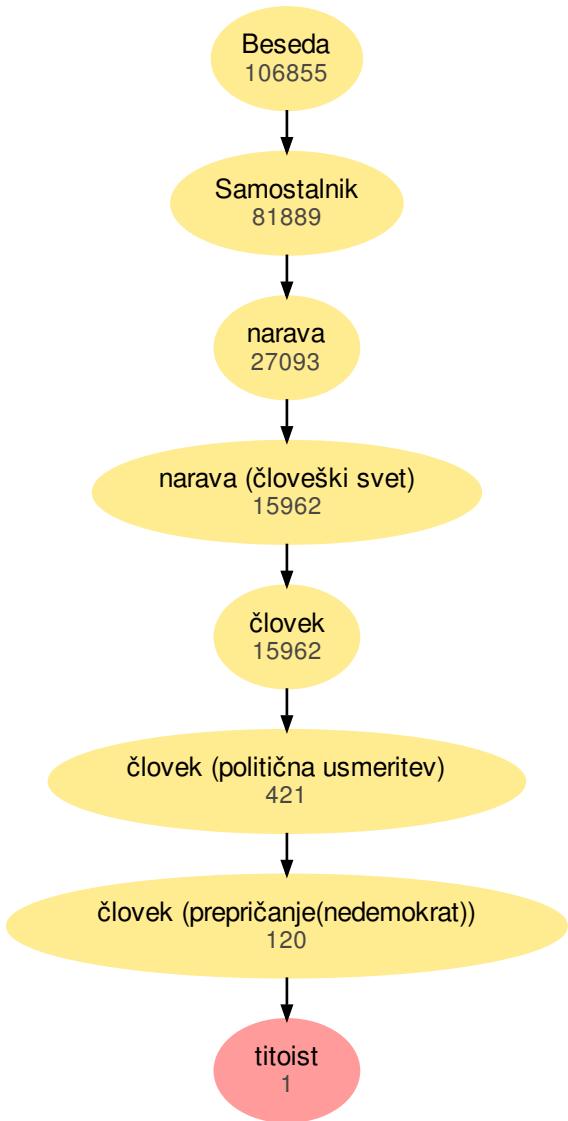 Beseda
106855
Samostalnik
81889
narava
27093
narava (človeški svet)
15962
človek
15962
človek (politična usmeritev)
421
človek (prepričanje(nedemokrat))
120
titoist
1